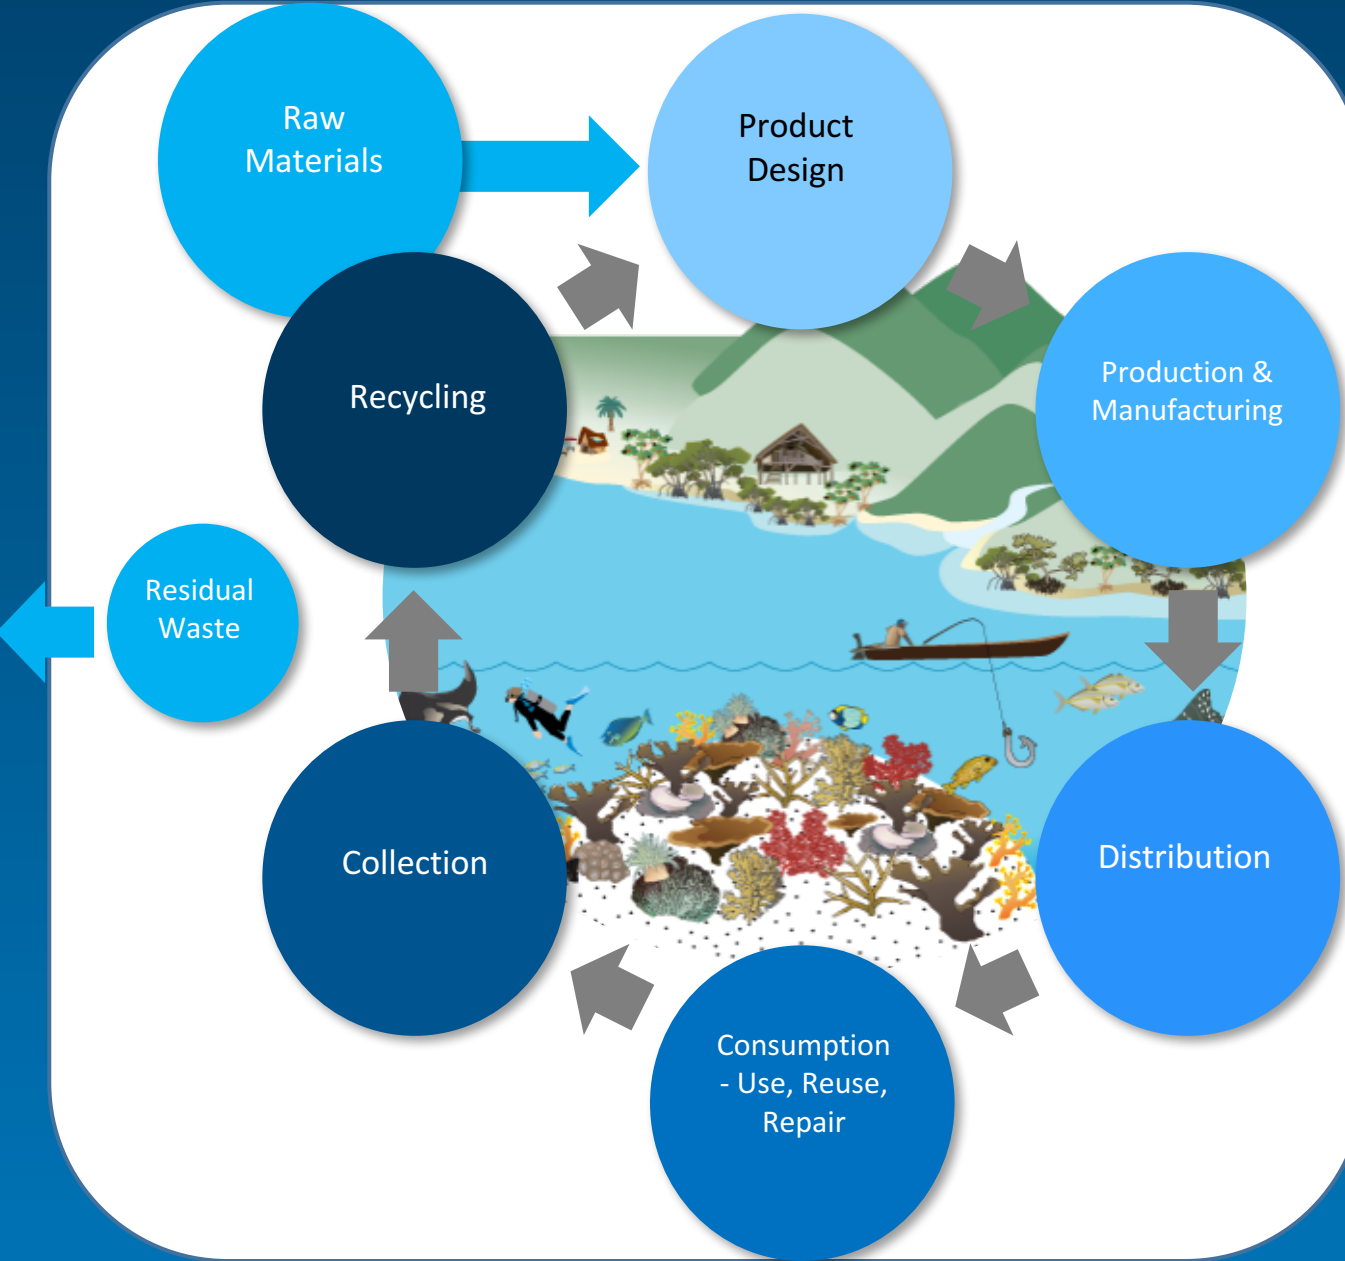 Raw
Materials
Product
Design
Production &
Manufacturing
Recycling
Residual
Waste
Collection
Distribution
Consumption
- Use, Reuse,
Repair